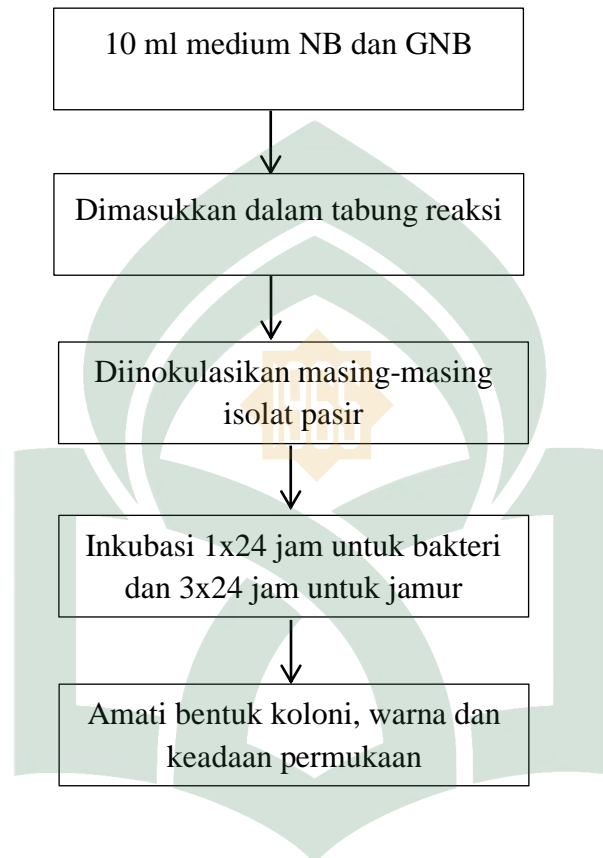 10 ml medium NB dan GNB
Dimasukkan dalam tabung reaksi
Diinokulasikan masing-masing
isolat pasir
Inkubasi 1x24 jam untuk bakteri
dan 3x24 jam untuk jamur
Amati bentuk koloni, warna dan
keadaan permukaan